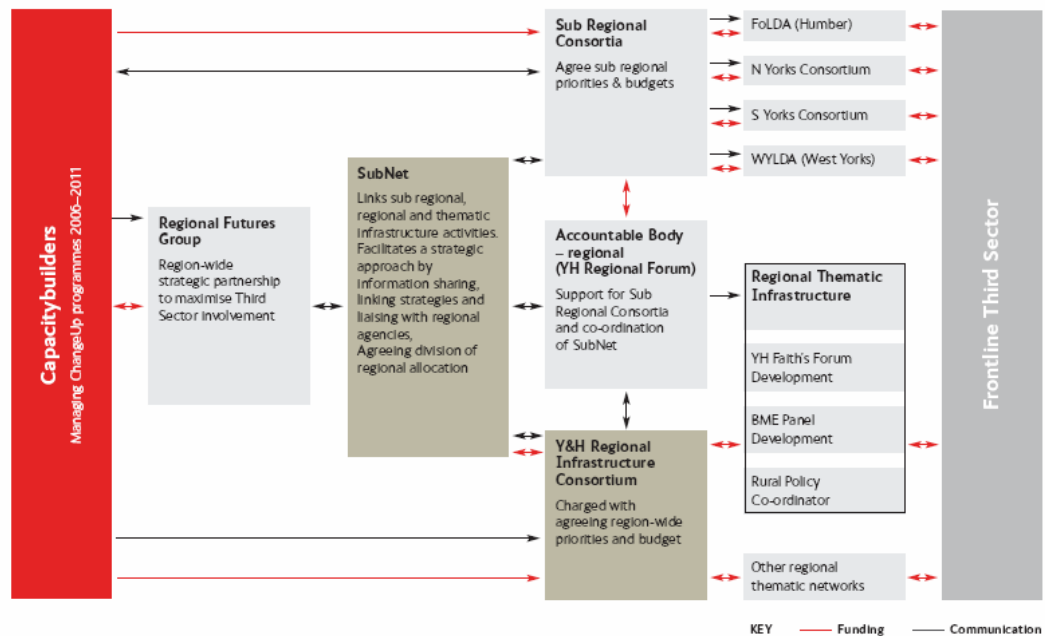 Capacitybuilders
Managing ChangeUp programmes 2006–2011
Regional Futures
Group
Region-wide
strategic partnership
to maximise Third
Sector involvement
SubNet
Links sub regional,
regional and thematic
infrastructure activities.
Facilitates a strategic
approach by
information sharing,
linking strategies and
liaising with regional
agencies,
Agreeing division of
regional allocation
Sub Regional
Consortia
Agree sub regional
priorities & budgets
Accountable Body
– regional
(YH Regional Forum)
Support for Sub
Regional Consortia
and co-ordination
of SubNet
Y&H Regional
Infrastructure
Consortium
Charged with
agreeing region-wide
priorities and budget
FoLDA (Humber)
N Yorks Consortium
S Yorks Consortium
WYLDA (West Yorks)
Regional Thematic
Infrastructure
YH Faith's Forum
Development
BME Panel
Development
Rural Policy
Co-ordinator
Other regional
thematic networks
Frontline Third Sector
KEY Funding Communication